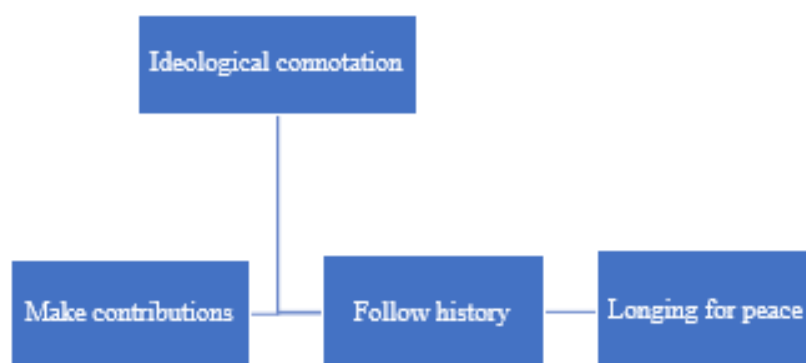 Ideological connotation
Make contributions
Follow history
Longing for peace